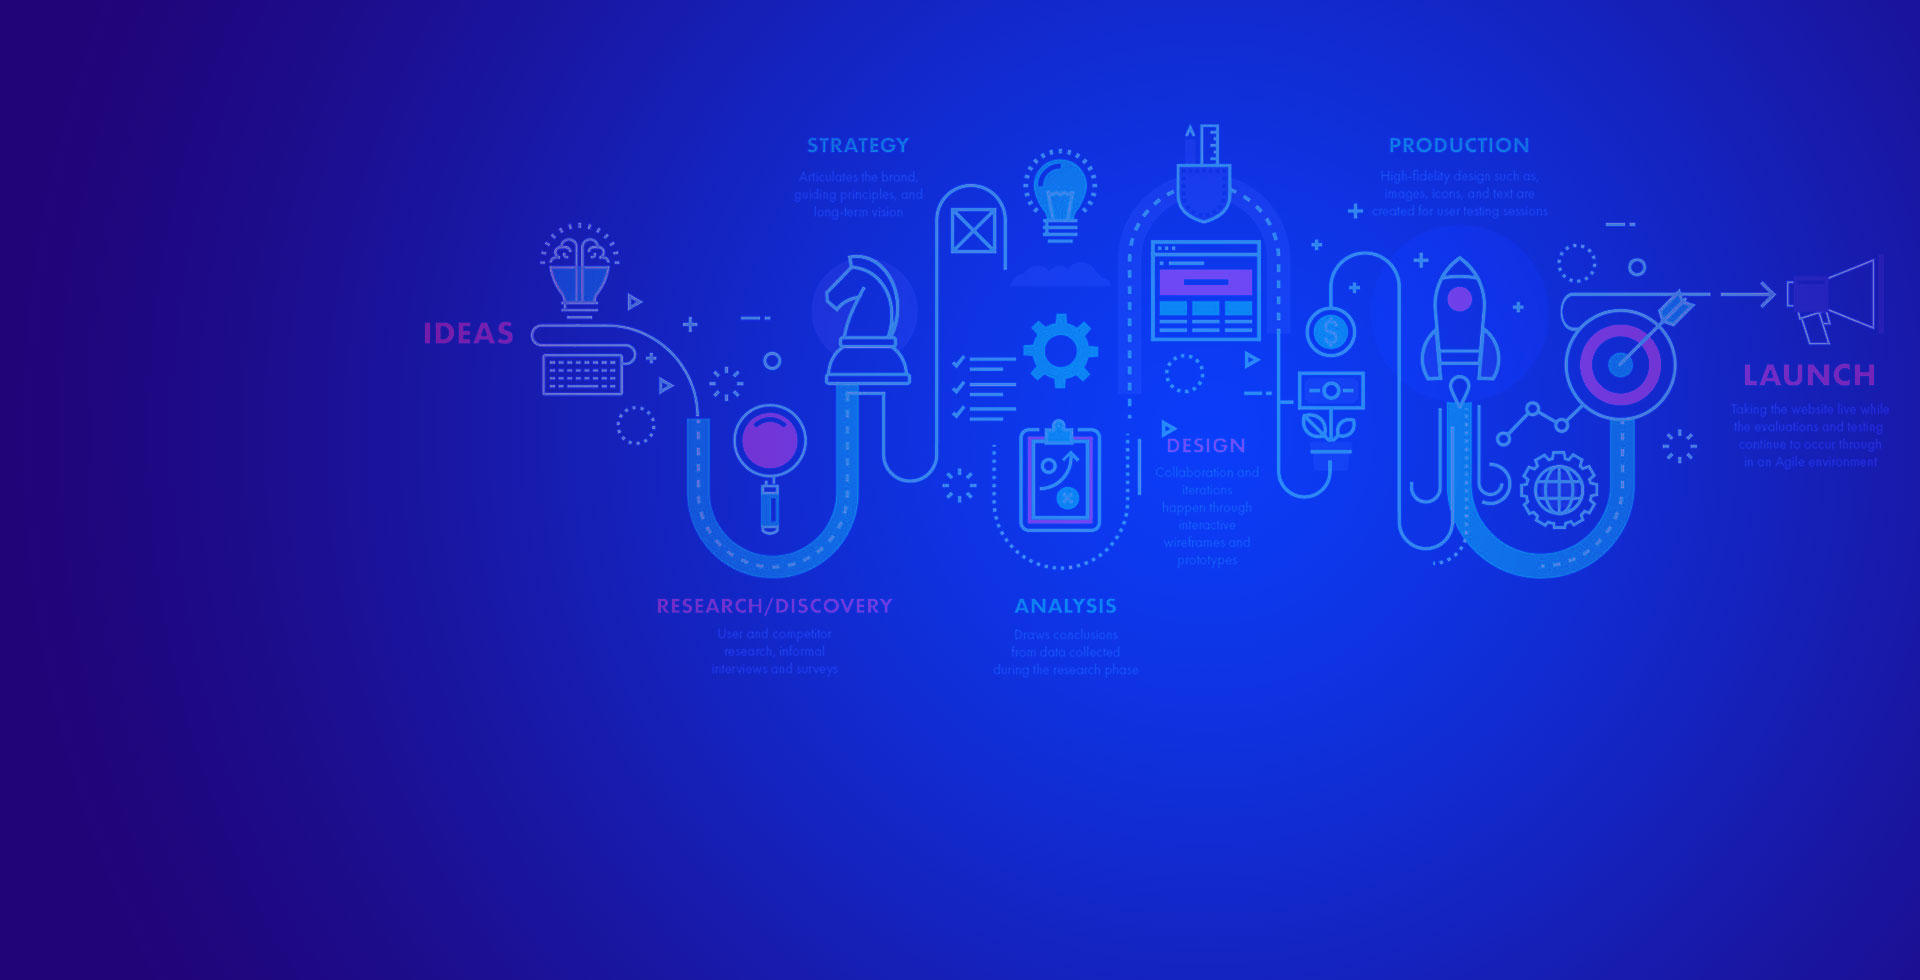 IDEAS
RESEARCH/DISCOVERY
User and competitor
research, informal
interviews and surveys
STRATEGY
Articulates the brand,
guiding principles, and
long-term vision
ANALYSIS
Draws conclusions
from data collected
during the research phase
DESIGN
Collaboration and
iterations
happen through
interactive
wireframes and
prototypes
$
PRODUCTION
High-fidelity design such as,
images, icons, and text are
created for user testing sessions
LAUNCH
Taking the website live while
the evaluations and testing
continue to occur through
in an Agile environment